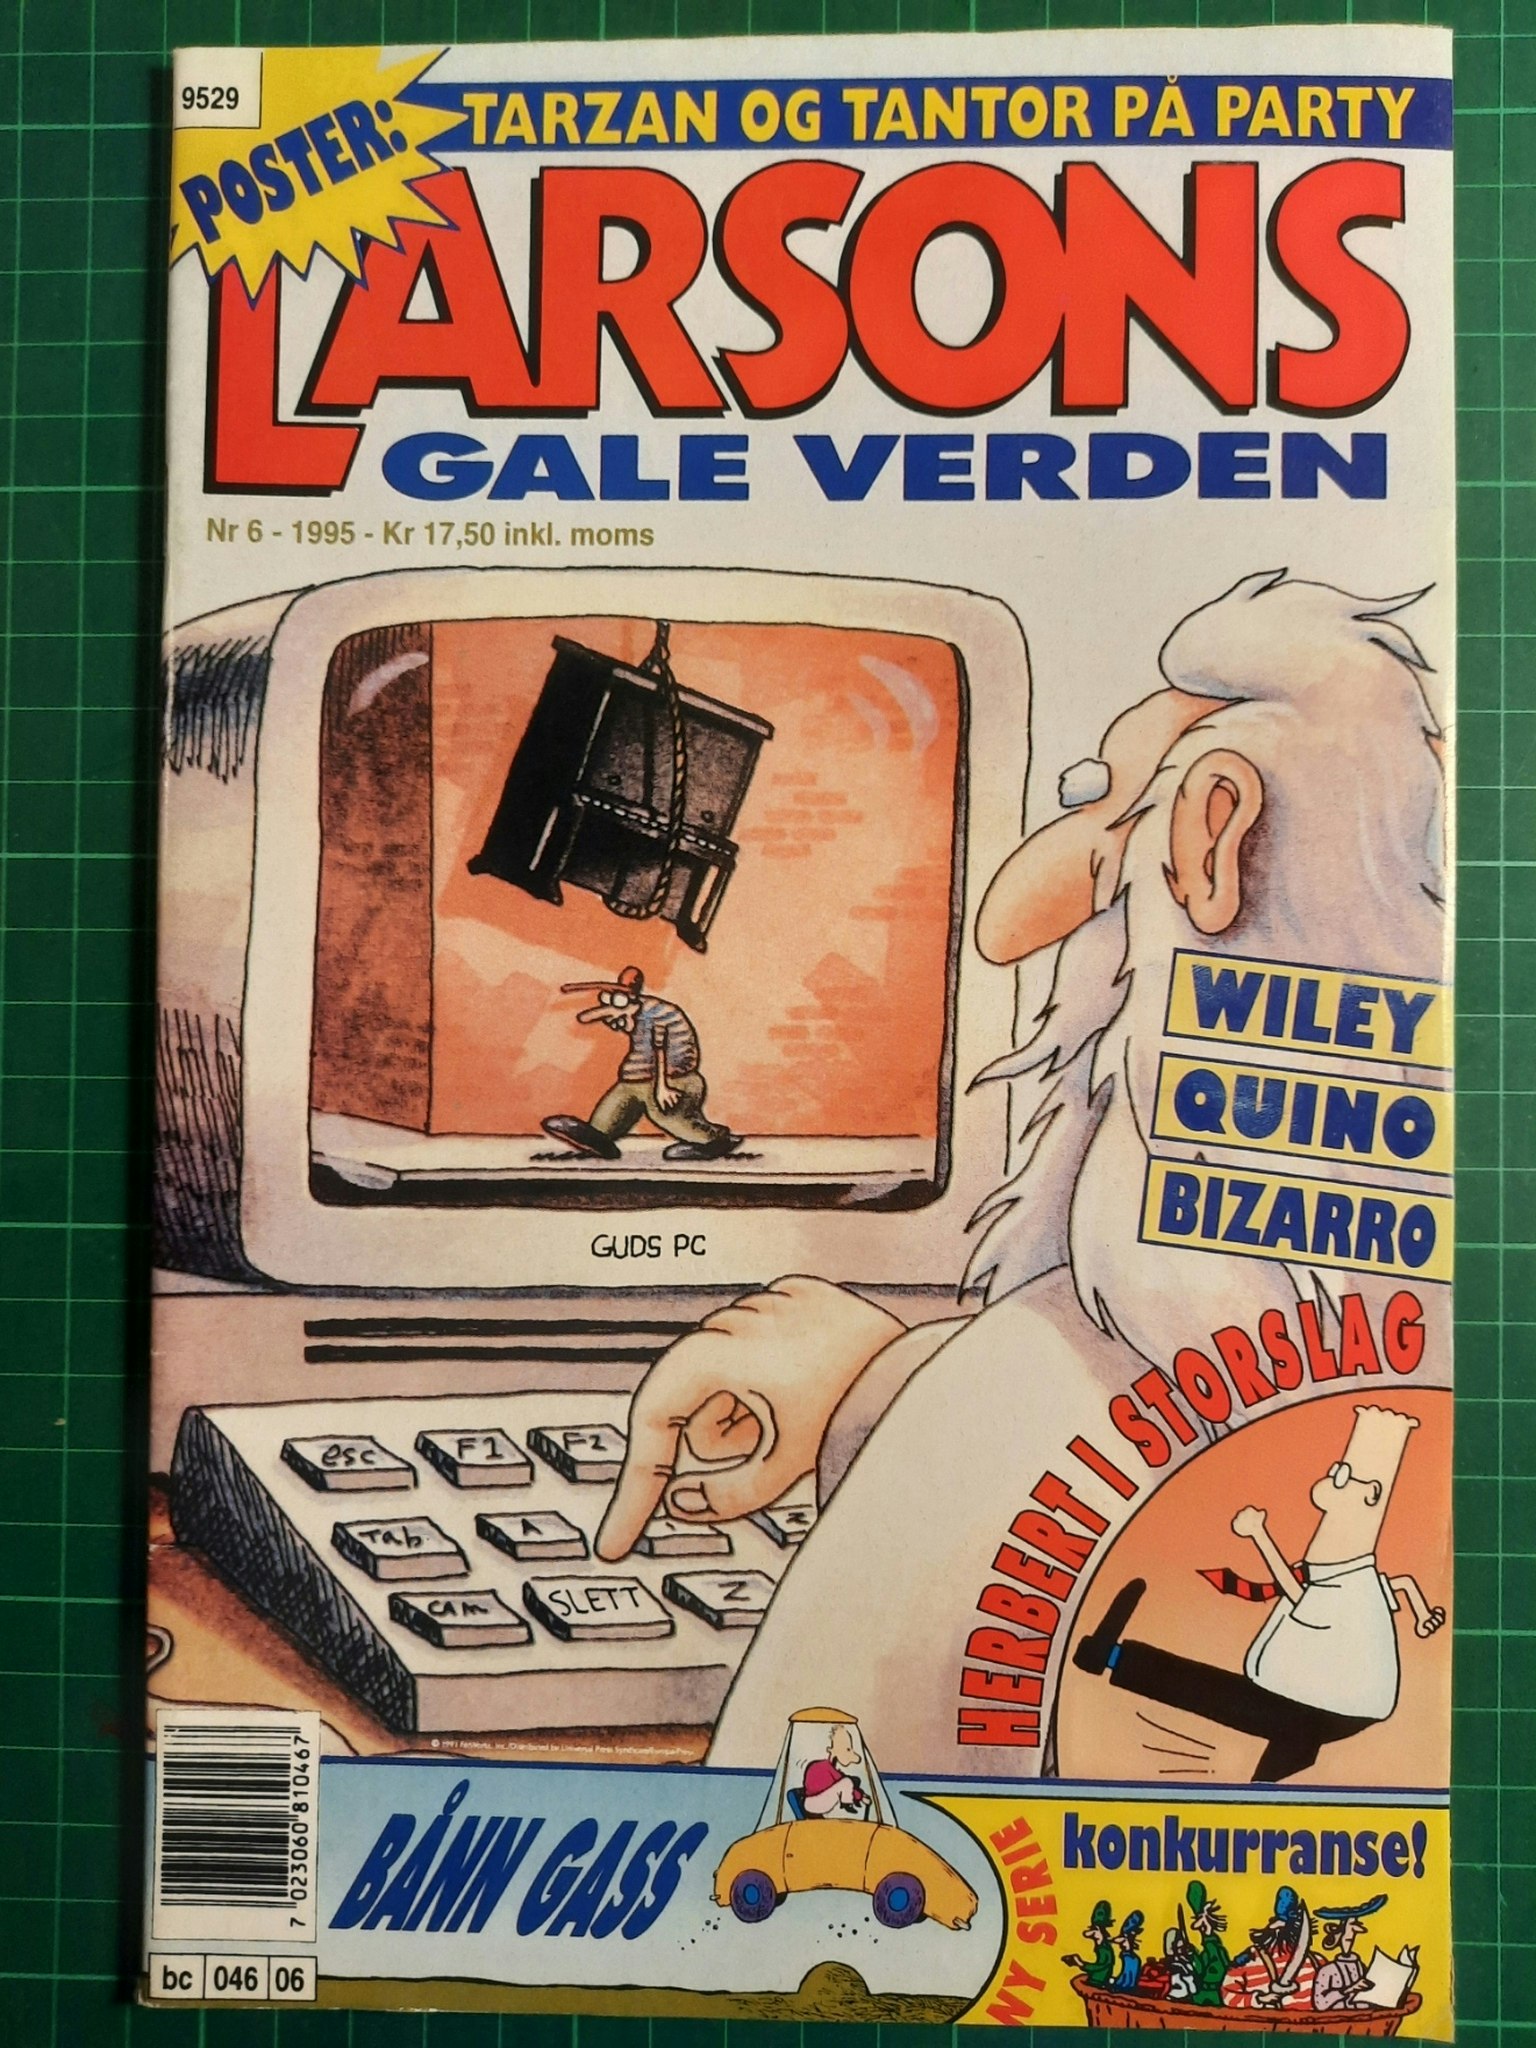 9529
POSTER:
TARZAN OG TANTOR PÅ PARTY
LARSONS
GALE VERDEN
Nr 6 - 1995 - Kr 17,50 inkl. moms
WILEY
QUINO
BIZARRO
GUDS PC
HERBERT I STORSLAG
esc F1 F2
Tab A
SLETT Z
BÅNN GASS
NY SERIE
konkurranse!
7 023060 810467
bc 046 06